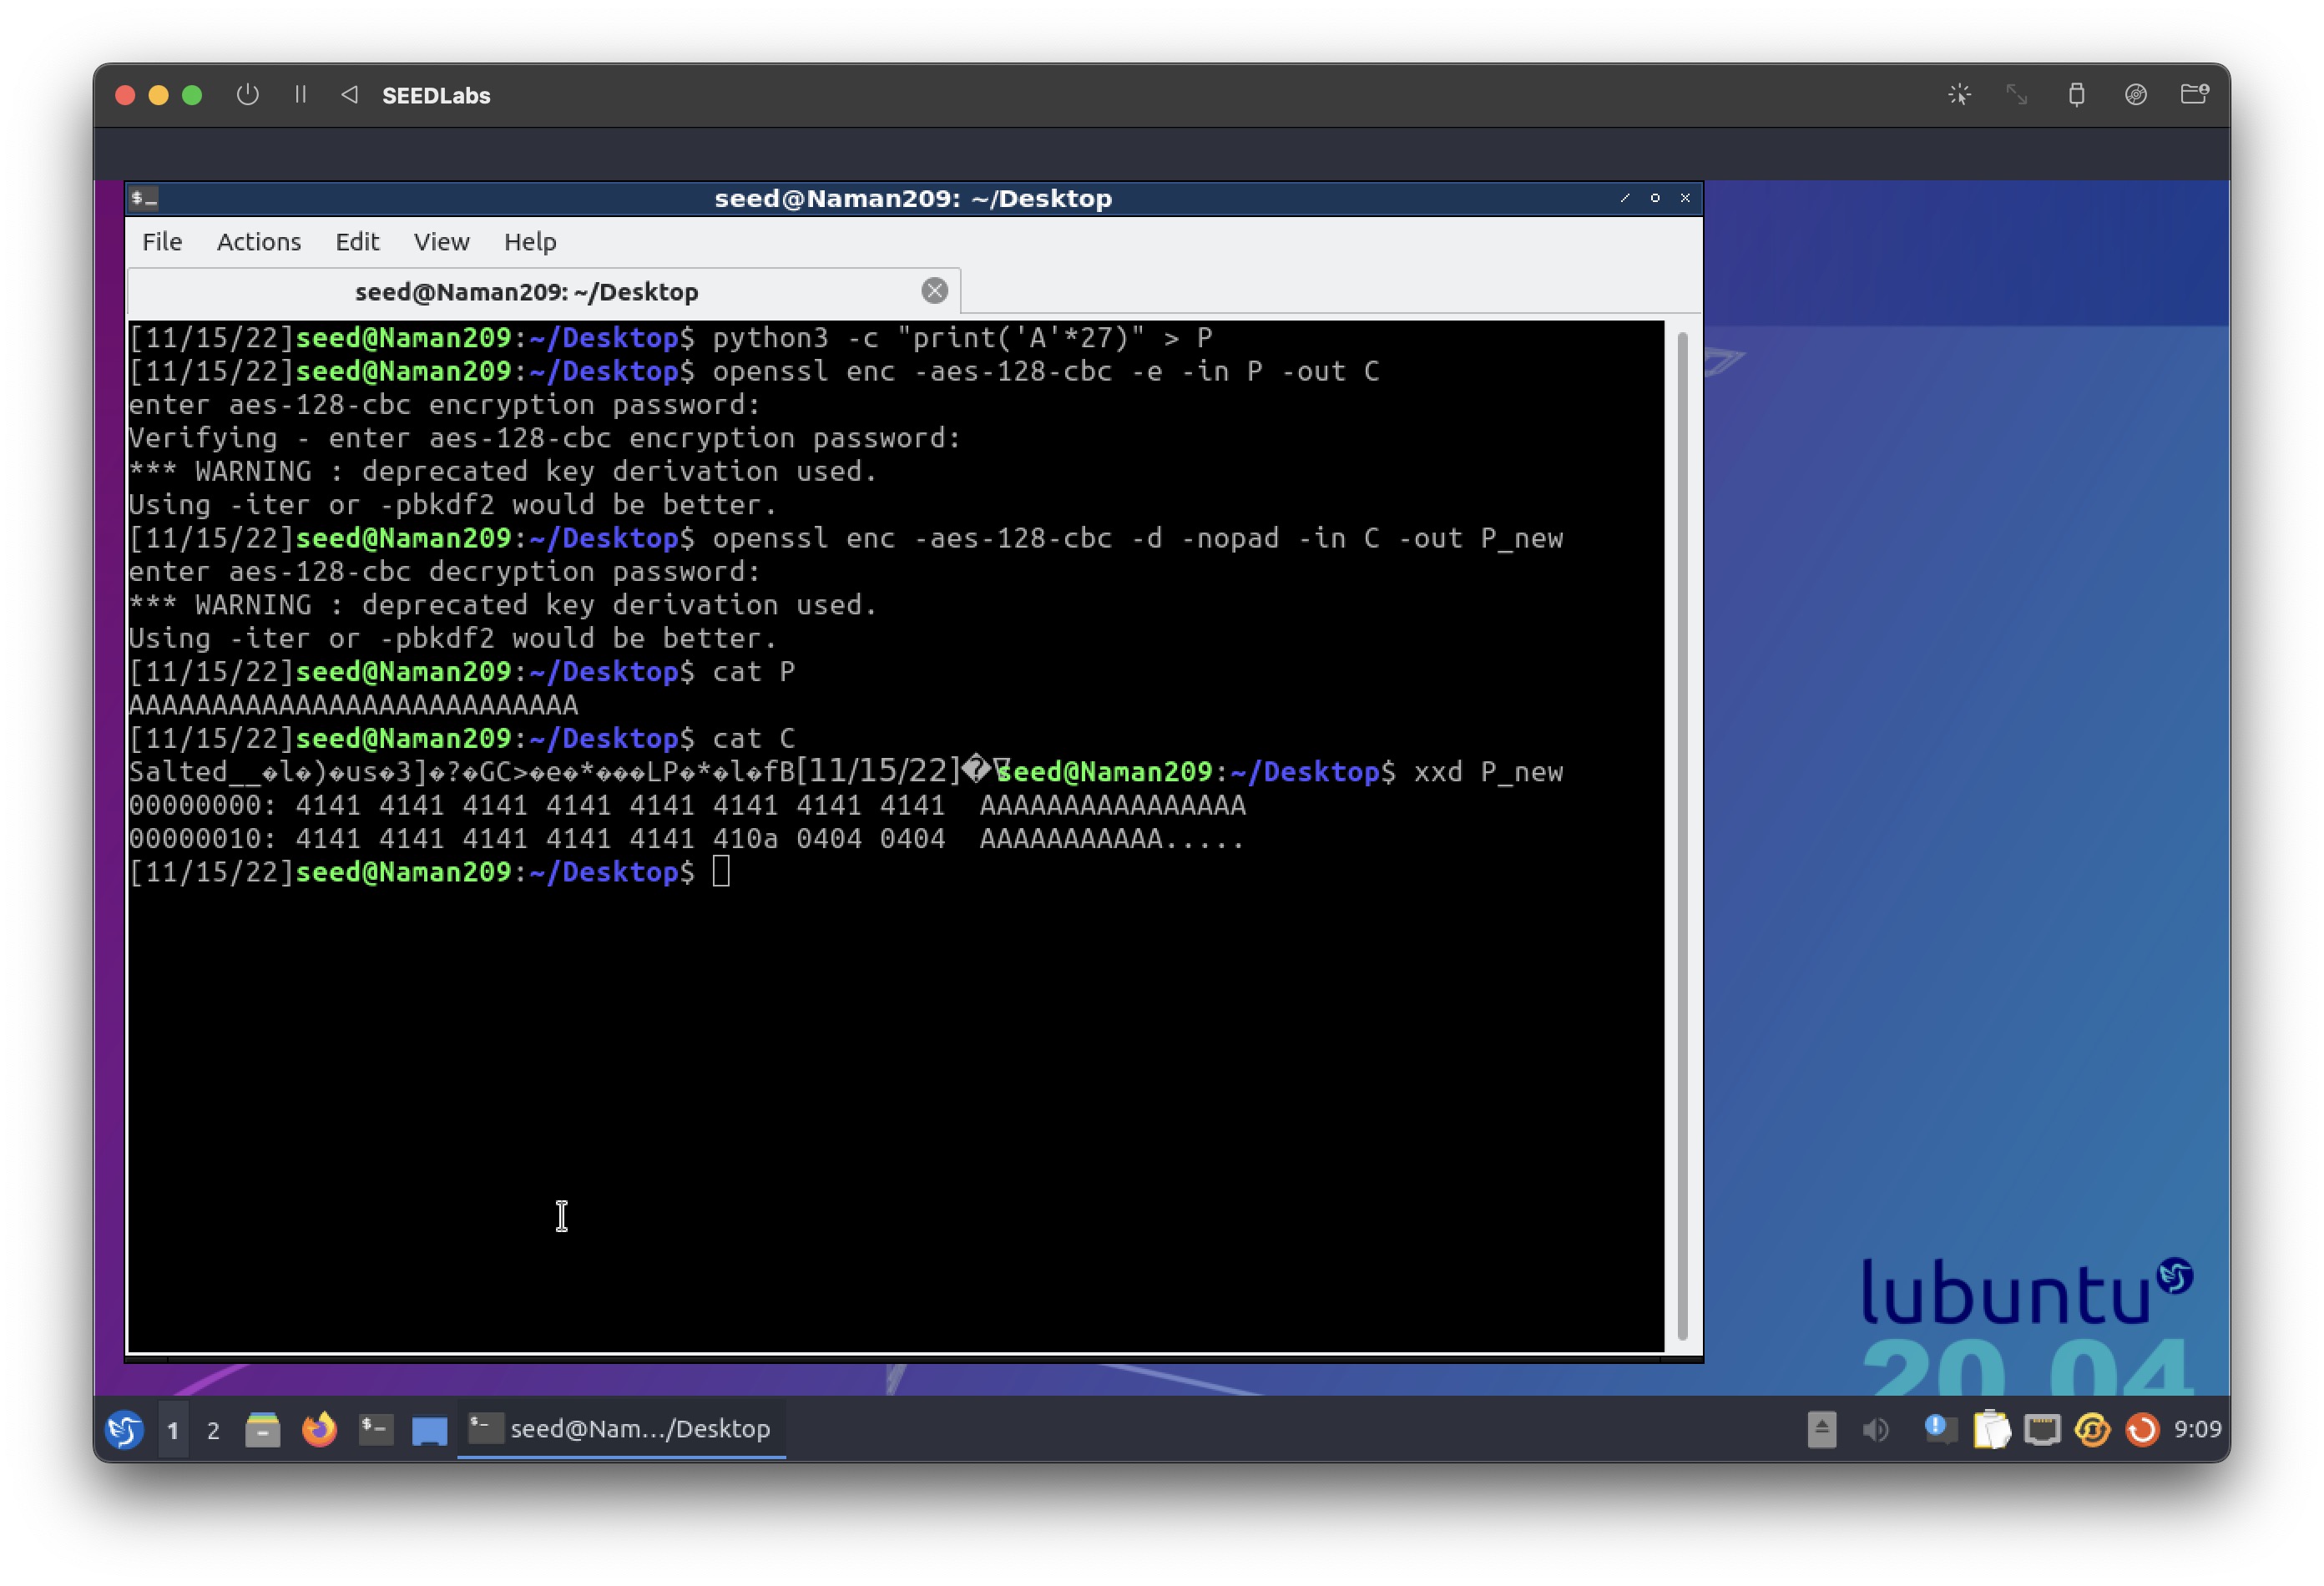 SEEDLabs
seed@Naman209: ~/Desktop
File Actions Edit View Help
seed@Naman209: ~/Desktop
[11/15/22]seed@Naman209:~/Desktop$ python3 -c "print('A'*27)" > P
[11/15/22]seed@Naman209:~/Desktop$ openssl enc -aes-128-cbc -e -in P -out C
enter aes-128-cbc encryption password:
Verifying - enter aes-128-cbc encryption password:
*** WARNING : deprecated key derivation used.
Using -iter or -pbkdf2 would be better.
[11/15/22]seed@Naman209:~/Desktop$ openssl enc -aes-128-cbc -d -nopad -in C -out P_new
enter aes-128-cbc decryption password:
*** WARNING : deprecated key derivation used.
Using -iter or -pbkdf2 would be better.
[11/15/22]seed@Naman209:~/Desktop$ cat P
AAAAAAAAAAAAAAAAAAAAAAAAAAA
[11/15/22]seed@Naman209:~/Desktop$ cat C
Salted__�l�)�us�3]�?�GC>�e�*���LP�*�l�fB[11/15/22]�seed@Naman209:~/Desktop$ xxd P_new
00000000: 4141 4141 4141 4141 4141 4141 4141 4141  AAAAAAAAAAAAAAAA
00000010: 4141 4141 4141 4141 4141 410a 0404 0404  AAAAAAAAAAA.....
[11/15/22]seed@Naman209:~/Desktop$
lubuntu
20.04
1 2 seed@Nam.../Desktop 9:09